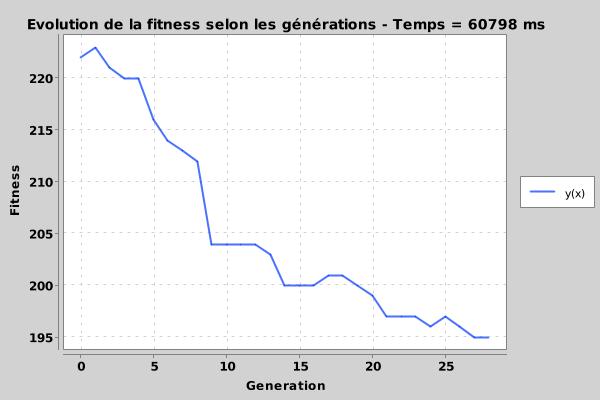 Evolution de la fitness selon les générations - Temps = 60798 ms
Fitness
220
215
210
205
200
195
0 5 10 15 20 25
Generation
y(x)